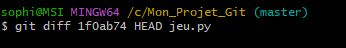 sophi@MSI MINGW64 /c/Mon_Projet_Git (master)
$ git diff 1f0ab74 HEAD jeu.py